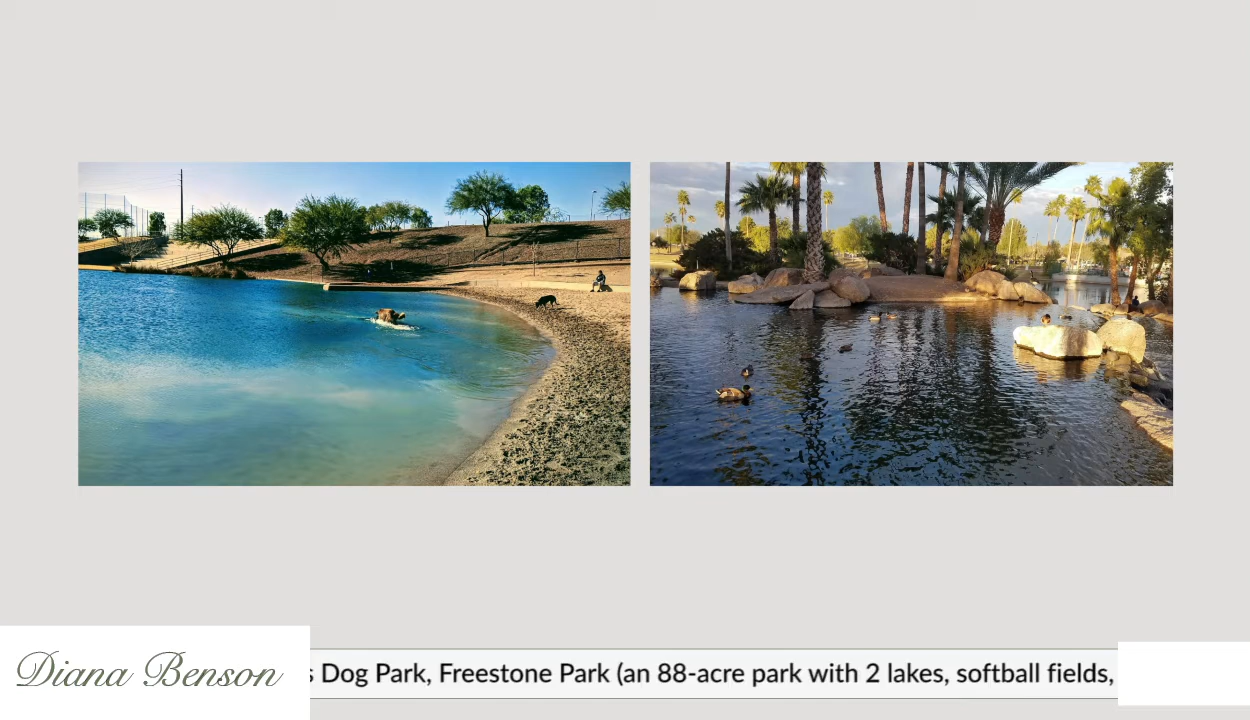 Diana Benson
s Dog Park, Freestone Park (an 88-acre park with 2 lakes, softball fields,